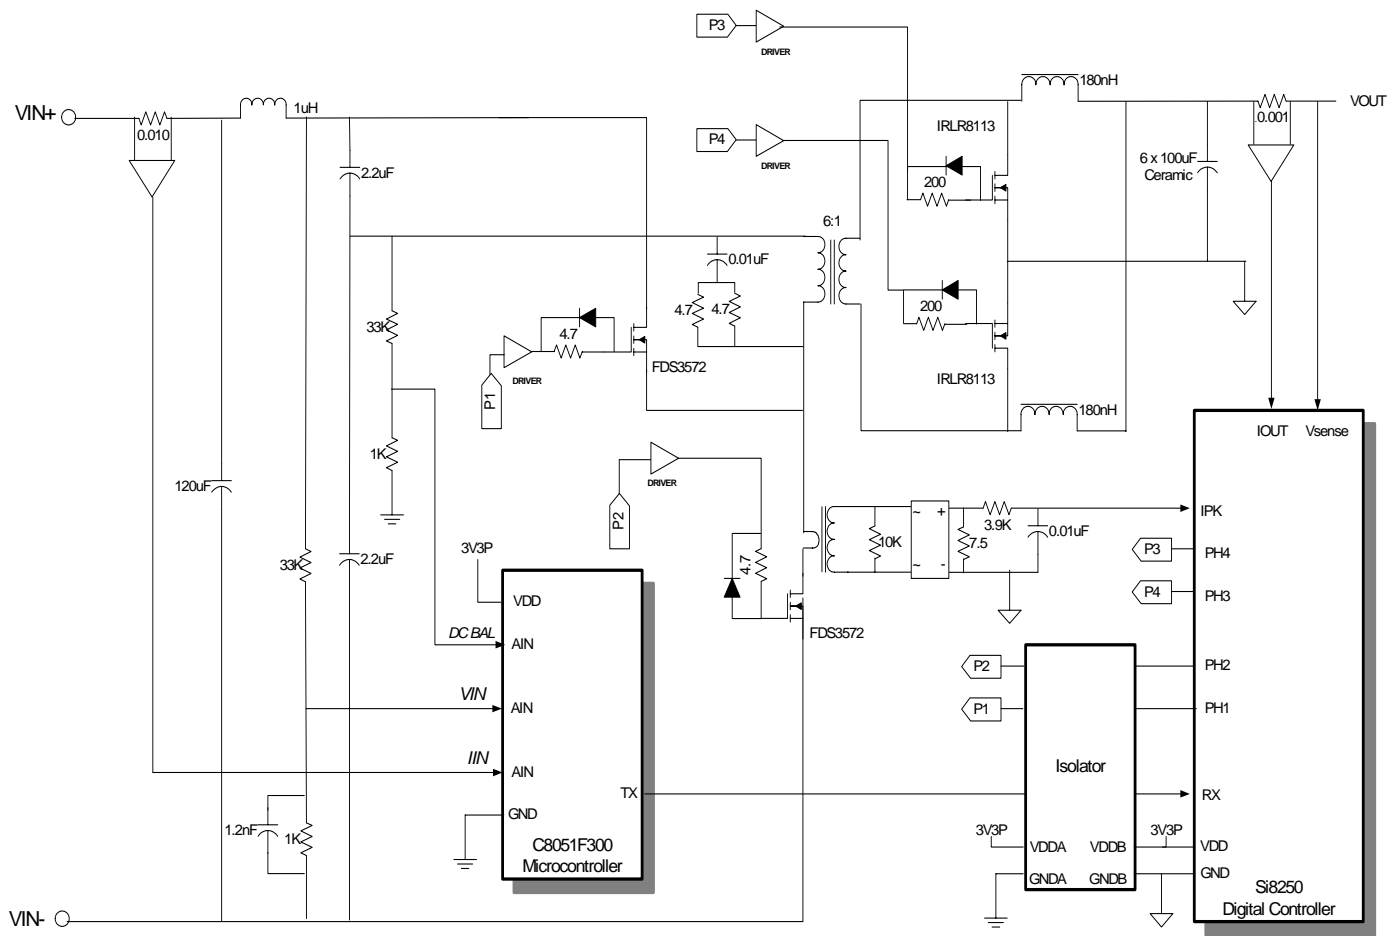 P3
DRIVER
180nH
VIN+
1uH
0.010
VOUT
0.001
IRLR8113
P4
DRIVER
2.2uF
200
6 x 100uF
Ceramic
6:1
0.01uF
4.7
4.7
200
33K
4.7
FDS3572
DRIVER
P1
IRLR8113
180nH
IOUT
Vsense
1K
120uF
DRIVER
P2
IPK
3.9K
0.01uF
~
+
10K
7.5
~
-
P3
PH4
3V3P
33K
2.2uF
4.7
P4
PH3
VDD
FDS3572
DC BAL
AIN
P2
PH2
VIN
AIN
P1
PH1
IIN
AIN
Isolator
TX
RX
GND
1.2nF
1K
3V3P
3V3P
C8051F300
Microcontroller
VDDA
VDDB
VDD
GNDA
GNDB
GND
Si8250
Digital Controller
VIN-